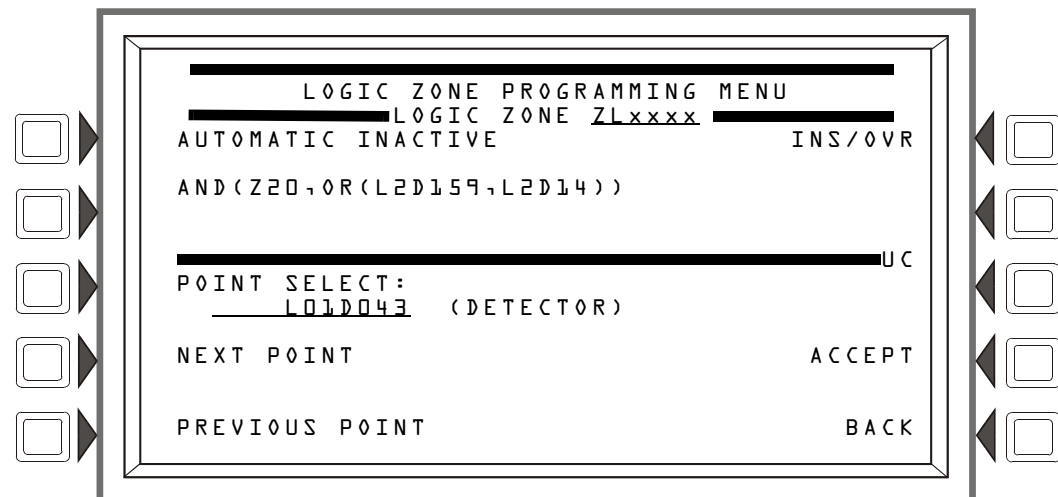 LOGIC ZONE PROGRAMMING MENU
LOGIC ZONE ZLxxxx
AUTOMATIC INACTIVE INS/OVR
AND(Z20,OR(L2D159,L2D14))
UC
POINT SELECT:
L01D043 (DETECTOR)
NEXT POINT ACCEPT
PREVIOUS POINT BACK